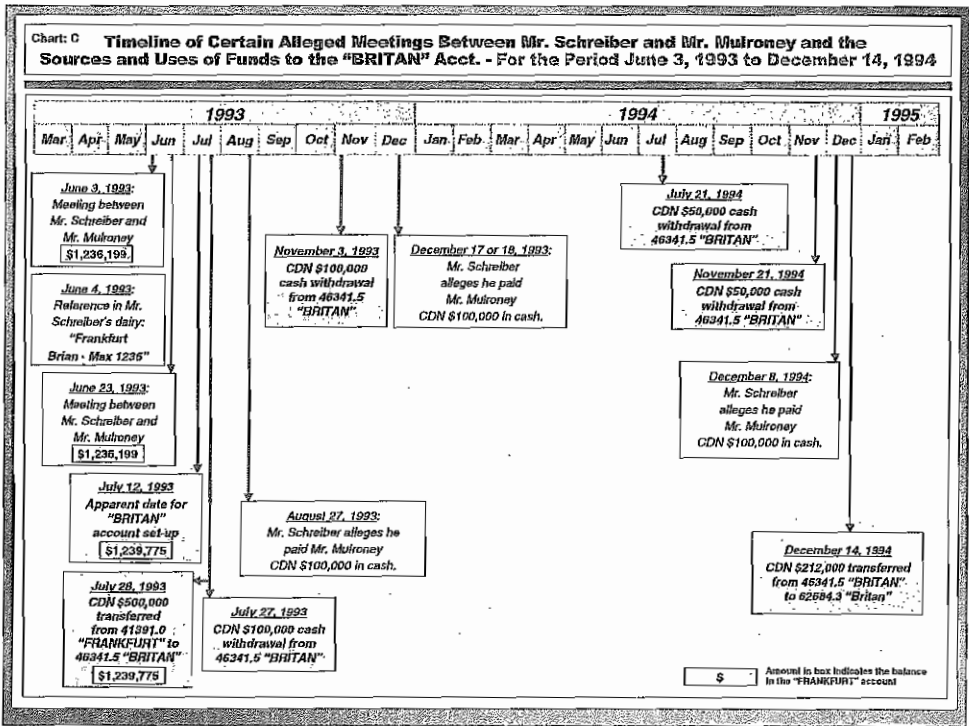 Chart: C
Timeline of Certain Alleged Meetings Between Mr. Schreiber and Mr. Mulroney and the
Sources and Uses of Funds to the "BRITAN" Acct. - For the Period June 3, 1993 to December 14, 1994
1993 1994 1995
Mar Apr May Jun Jul Aug Sep Oct Nov Dec Jan Feb Mar Apr May Jun Jul Aug Sep Oct Nov Dec Jan Feb
June 3, 1993:
Meeting between
Mr. Schreiber and
Mr. Mulroney
$1,236,199
June 4, 1993:
Reference in Mr.
Schreiber's dairy:
"Frankfurt
Brian - Max 1236"
June 23, 1993:
Meeting between
Mr. Schreiber and
Mr. Mulroney
$1,236,199
July 12, 1993
Apparent date for
"BRITAN"
account set-up
$1,239,775
July 28, 1993
CDN $500,000
transferred
from 41391.0
"FRANKFURT" to
46341.5 "BRITAN"
$1,239,775
July 27, 1993
CDN $100,000 cash
withdrawal from
46341.5 "BRITAN"
August 27, 1993:
Mr. Schreiber alleges he
paid Mr. Mulroney
CDN $100,000 in cash.
November 3, 1993
CDN $100,000
cash withdrawal
from 46341.5
"BRITAN"
December 17 or 18, 1993:
Mr. Schreiber
alleges he paid
Mr. Mulroney
CDN $100,000 in cash.
July 21, 1994
CDN $50,000 cash
withdrawal from
46341.5 "BRITAN"
November 21, 1994
CDN $50,000 cash
withdrawal from
46341.5 "BRITAN"
December 8, 1994:
Mr. Schreiber
alleges he paid
Mr. Mulroney
CDN $100,000 in cash.
December 14, 1994
CDN $212,000 transferred
from 46341.5 "BRITAN"
to 62684.3 "Britan"
$
Amount in box indicates the balance
in the "FRANKFURT" account